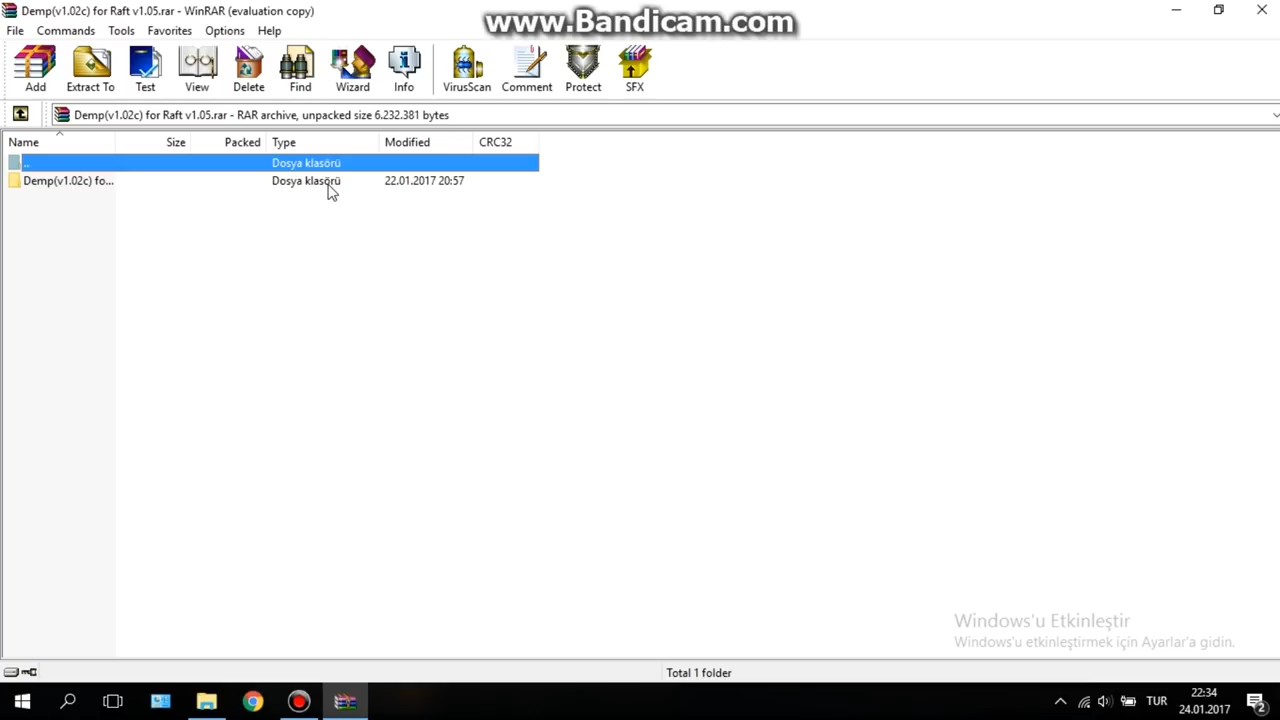 Demp(v1.02c) for Raft v1.05.rar - WinRAR (evaluation copy)
www.Bandicam.com
File Commands Tools Favorites Options Help
Add Extract To Test View Delete Find Wizard Info VirusScan Comment Protect SFX
Demp(v1.02c) for Raft v1.05.rar - RAR archive, unpacked size 6.232.381 bytes
Name Size Packed Type Modified CRC32
.. Dosya klasörü
Demp(v1.02c) fo... Dosya klasörü 22.01.2017 20:57
Windows'u Etkinleştir
Windows'u etkinleştirmek için Ayarlar'a gidin.
Total 1 folder
TUR
22:34
24.01.2017
2